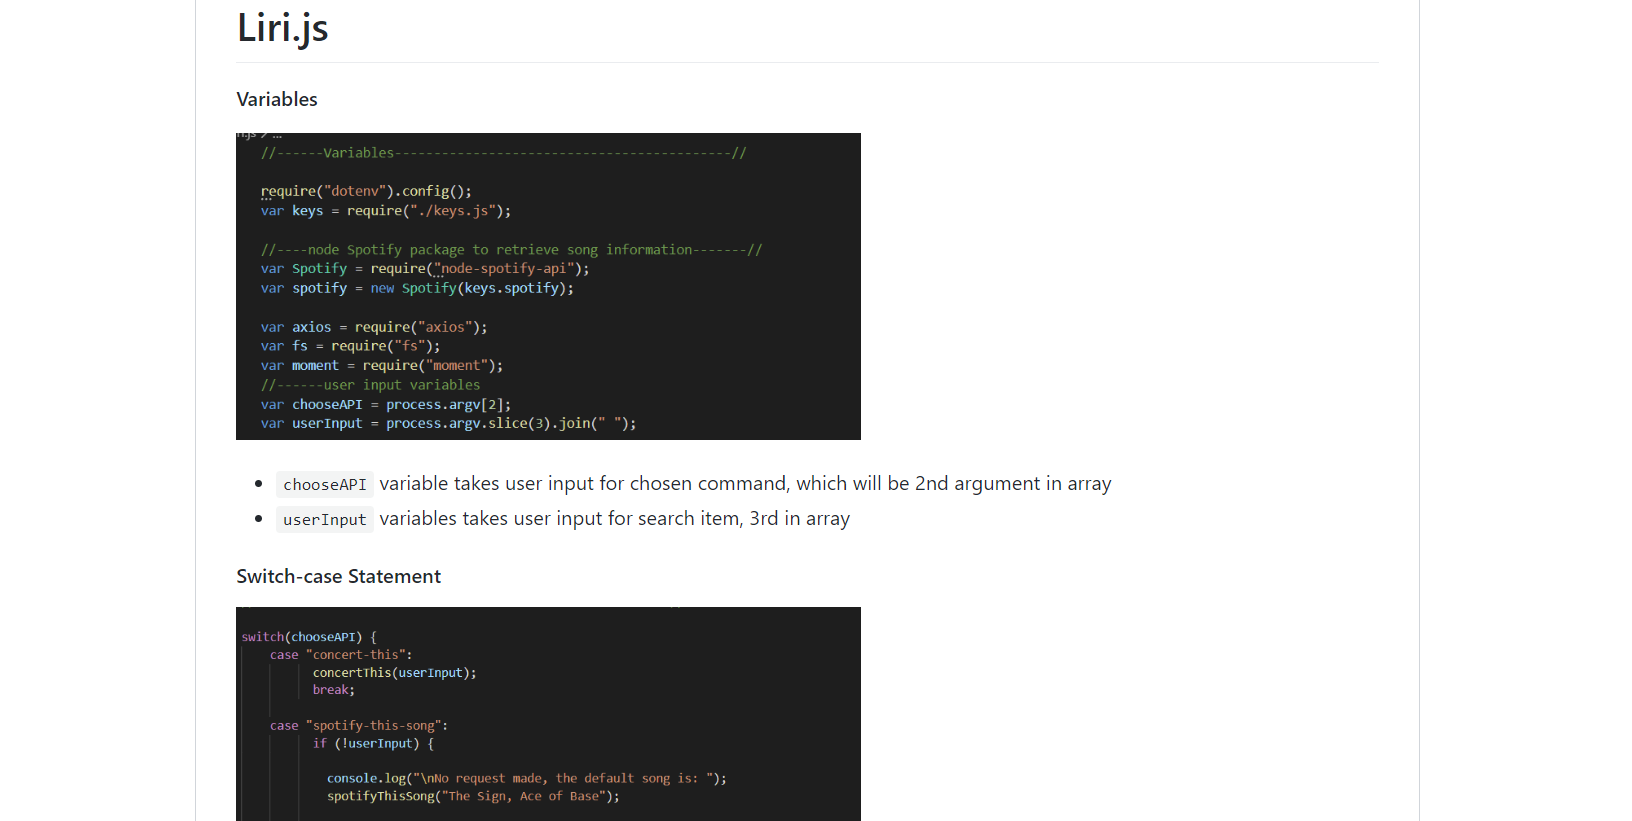 Liri.js
Variables
//------Variables-------------------------------------------//
require("dotenv").config();
var keys = require("./keys.js");
//----node Spotify package to retrieve song information-------//
var Spotify = require("node-spotify-api");
var spotify = new Spotify(keys.spotify);
var axios = require("axios");
var fs = require("fs");
var moment = require("moment");
//------user input variables
var chooseAPI = process.argv[2];
var userInput = process.argv.slice(3).join(" ");
chooseAPI variable takes user input for chosen command, which will be 2nd argument in array
userInput variables takes user input for search item, 3rd in array
Switch-case Statement
switch(chooseAPI) {
case "concert-this":
concertThis(userInput);
break;
case "spotify-this-song":
if (!userInput) {
console.log("\nNo request made, the default song is: ");
spotifyThisSong("The Sign, Ace of Base");